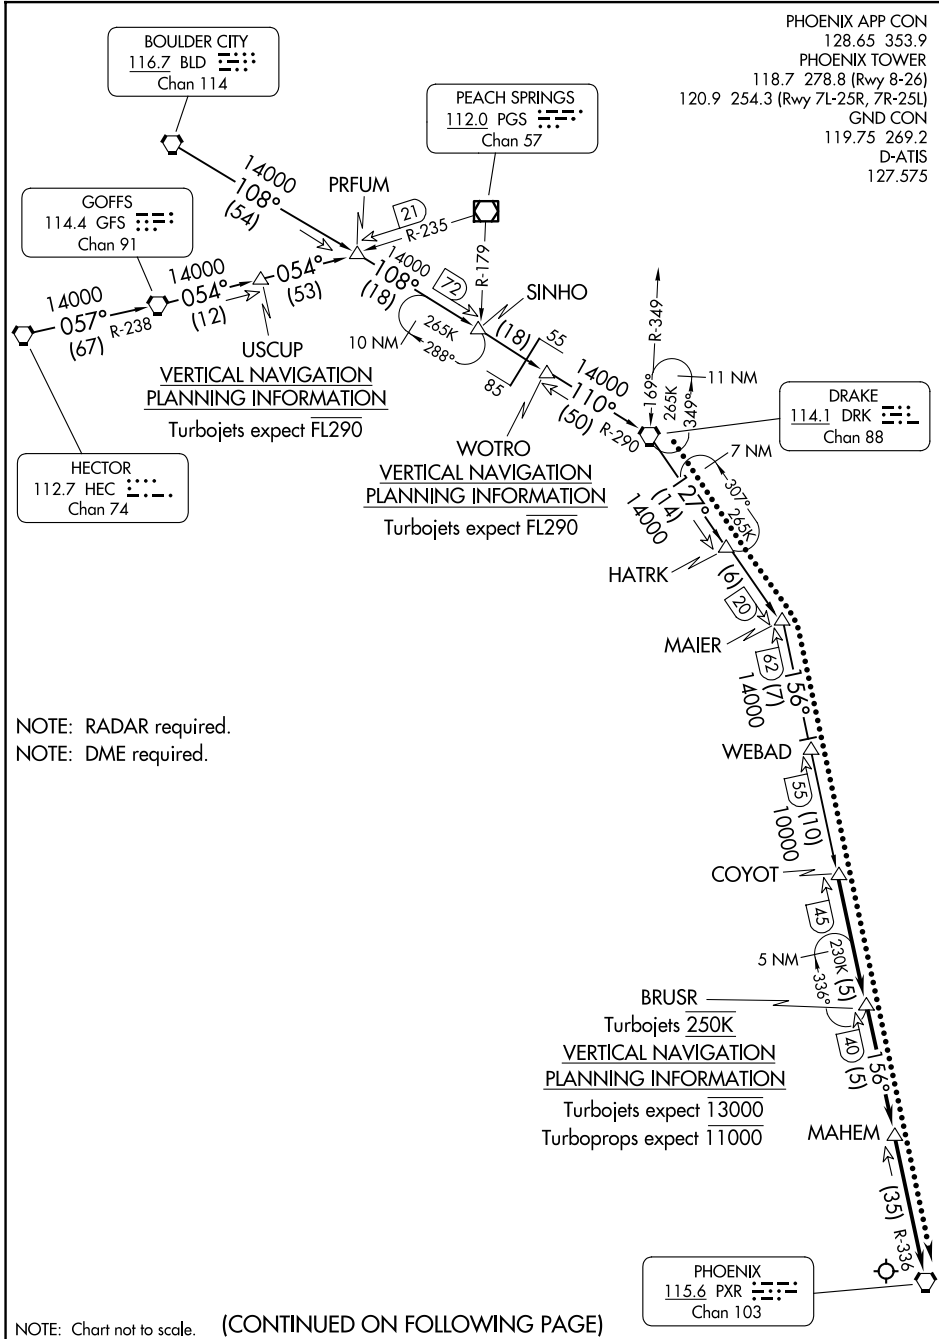 PHOENIX APP CON
128.65 353.9
PHOENIX TOWER
118.7 278.8 (Rwy 8-26)
120.9 254.3 (Rwy 7L-25R, 7R-25L)
GND CON
119.75 269.2
D-ATIS
127.575
BOULDER CITY
116.7 BLD
Chan 114
PEACH SPRINGS
112.0 PGS
Chan 57
14000
108°
(54)
PRFUM
21
R-235
R-179
GOFFS
114.4 GFS
Chan 91
14000
057°
(67)
R-238
14000
054°
(12)
054°
(53)
14000
108°
(18)
72
SINHO
10 NM
265K
288°
(18)
55
85
R-349
USCUP
VERTICAL NAVIGATION
PLANNING INFORMATION
Turbojets expect FL290
14000
110°
(50)
R-290
169°
265K
349°
11 NM
DRAKE
114.1 DRK
Chan 88
HECTOR
112.7 HEC
Chan 74
WOTRO
VERTICAL NAVIGATION
PLANNING INFORMATION
Turbojets expect FL290
7 NM
307°
265K
127°
(14)
14000
HATRK
(6)
20
MAIER
62
(7)
14000
156°
NOTE: RADAR required.
NOTE: DME required.
WEBAD
55
(10)
10000
COYOT
45
5 NM
230K
336°
(5)
BRUSR
Turbojets 250K
VERTICAL NAVIGATION
PLANNING INFORMATION
Turbojets expect 13000
Turboprops expect 11000
40
(5)
156°
MAHEM
(35)
R-336
PHOENIX
115.6 PXR
Chan 103
NOTE: Chart not to scale.
(CONTINUED ON FOLLOWING PAGE)